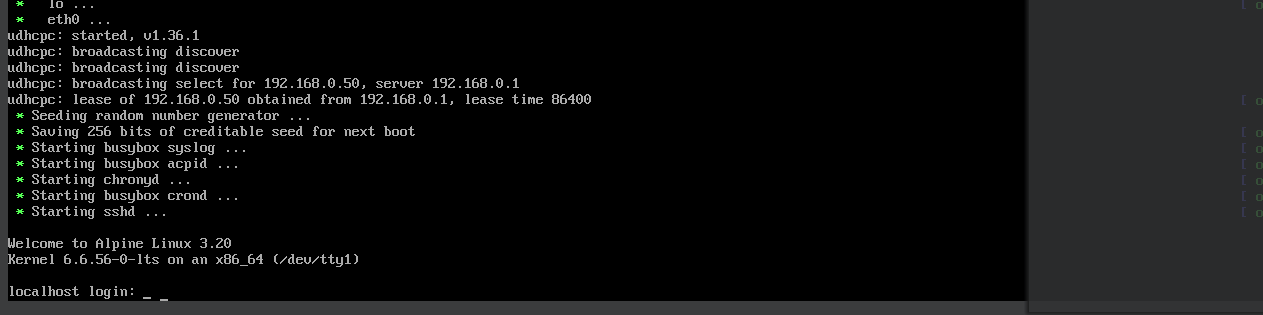 * lo ...
* eth0 ...
udhcpc: started, v1.36.1
udhcpc: broadcasting discover
udhcpc: broadcasting discover
udhcpc: broadcasting select for 192.168.0.50, server 192.168.0.1
udhcpc: lease of 192.168.0.50 obtained from 192.168.0.1, lease time 86400
* Seeding random number generator ...
* Saving 256 bits of creditable seed for next boot
* Starting busybox syslog ...
* Starting busybox acpid ...
* Starting chronyd ...
* Starting busybox crond ...
* Starting sshd ...
Welcome to Alpine Linux 3.20
Kernel 6.6.56-0-lts on an x86_64 (/dev/tty1)
localhost login: _ _